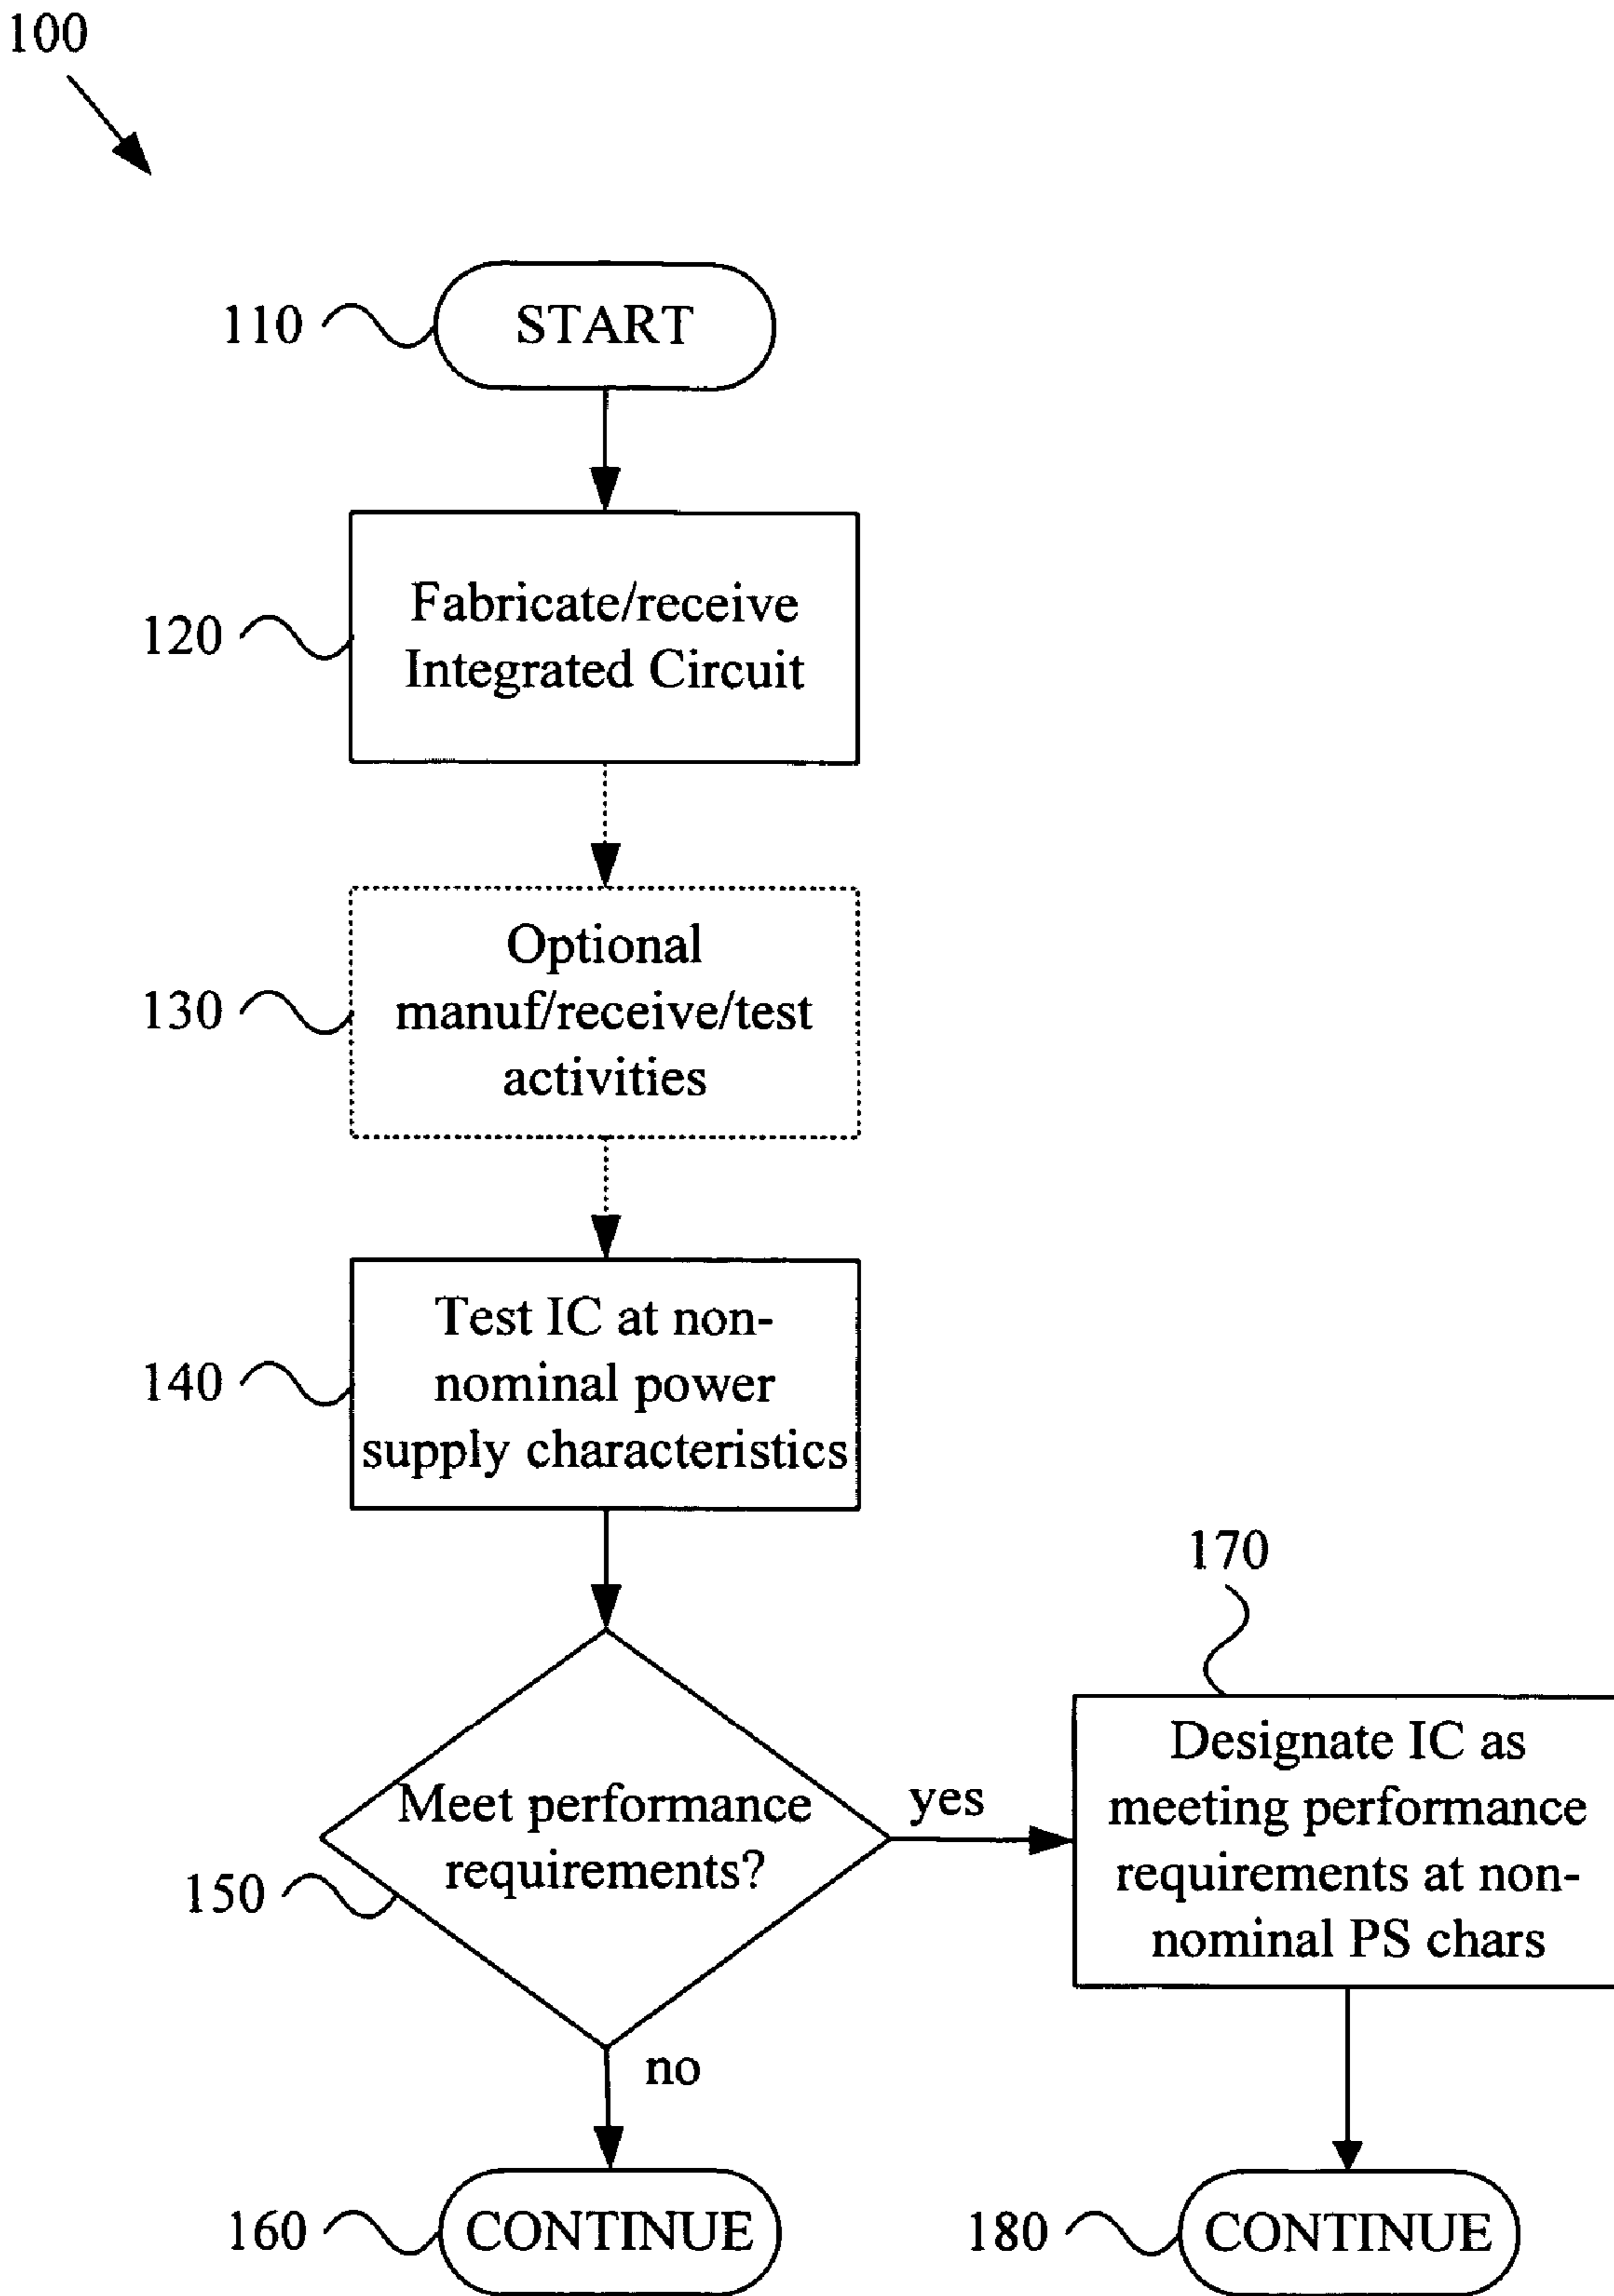 100
110
START
120
Fabricate/receive
Integrated Circuit
130
Optional
manuf/receive/test
activities
140
Test IC at non-
nominal power
supply characteristics
150
Meet performance
requirements?
yes
no
170
Designate IC as
meeting performance
requirements at non-
nominal PS chars
160
CONTINUE
180
CONTINUE